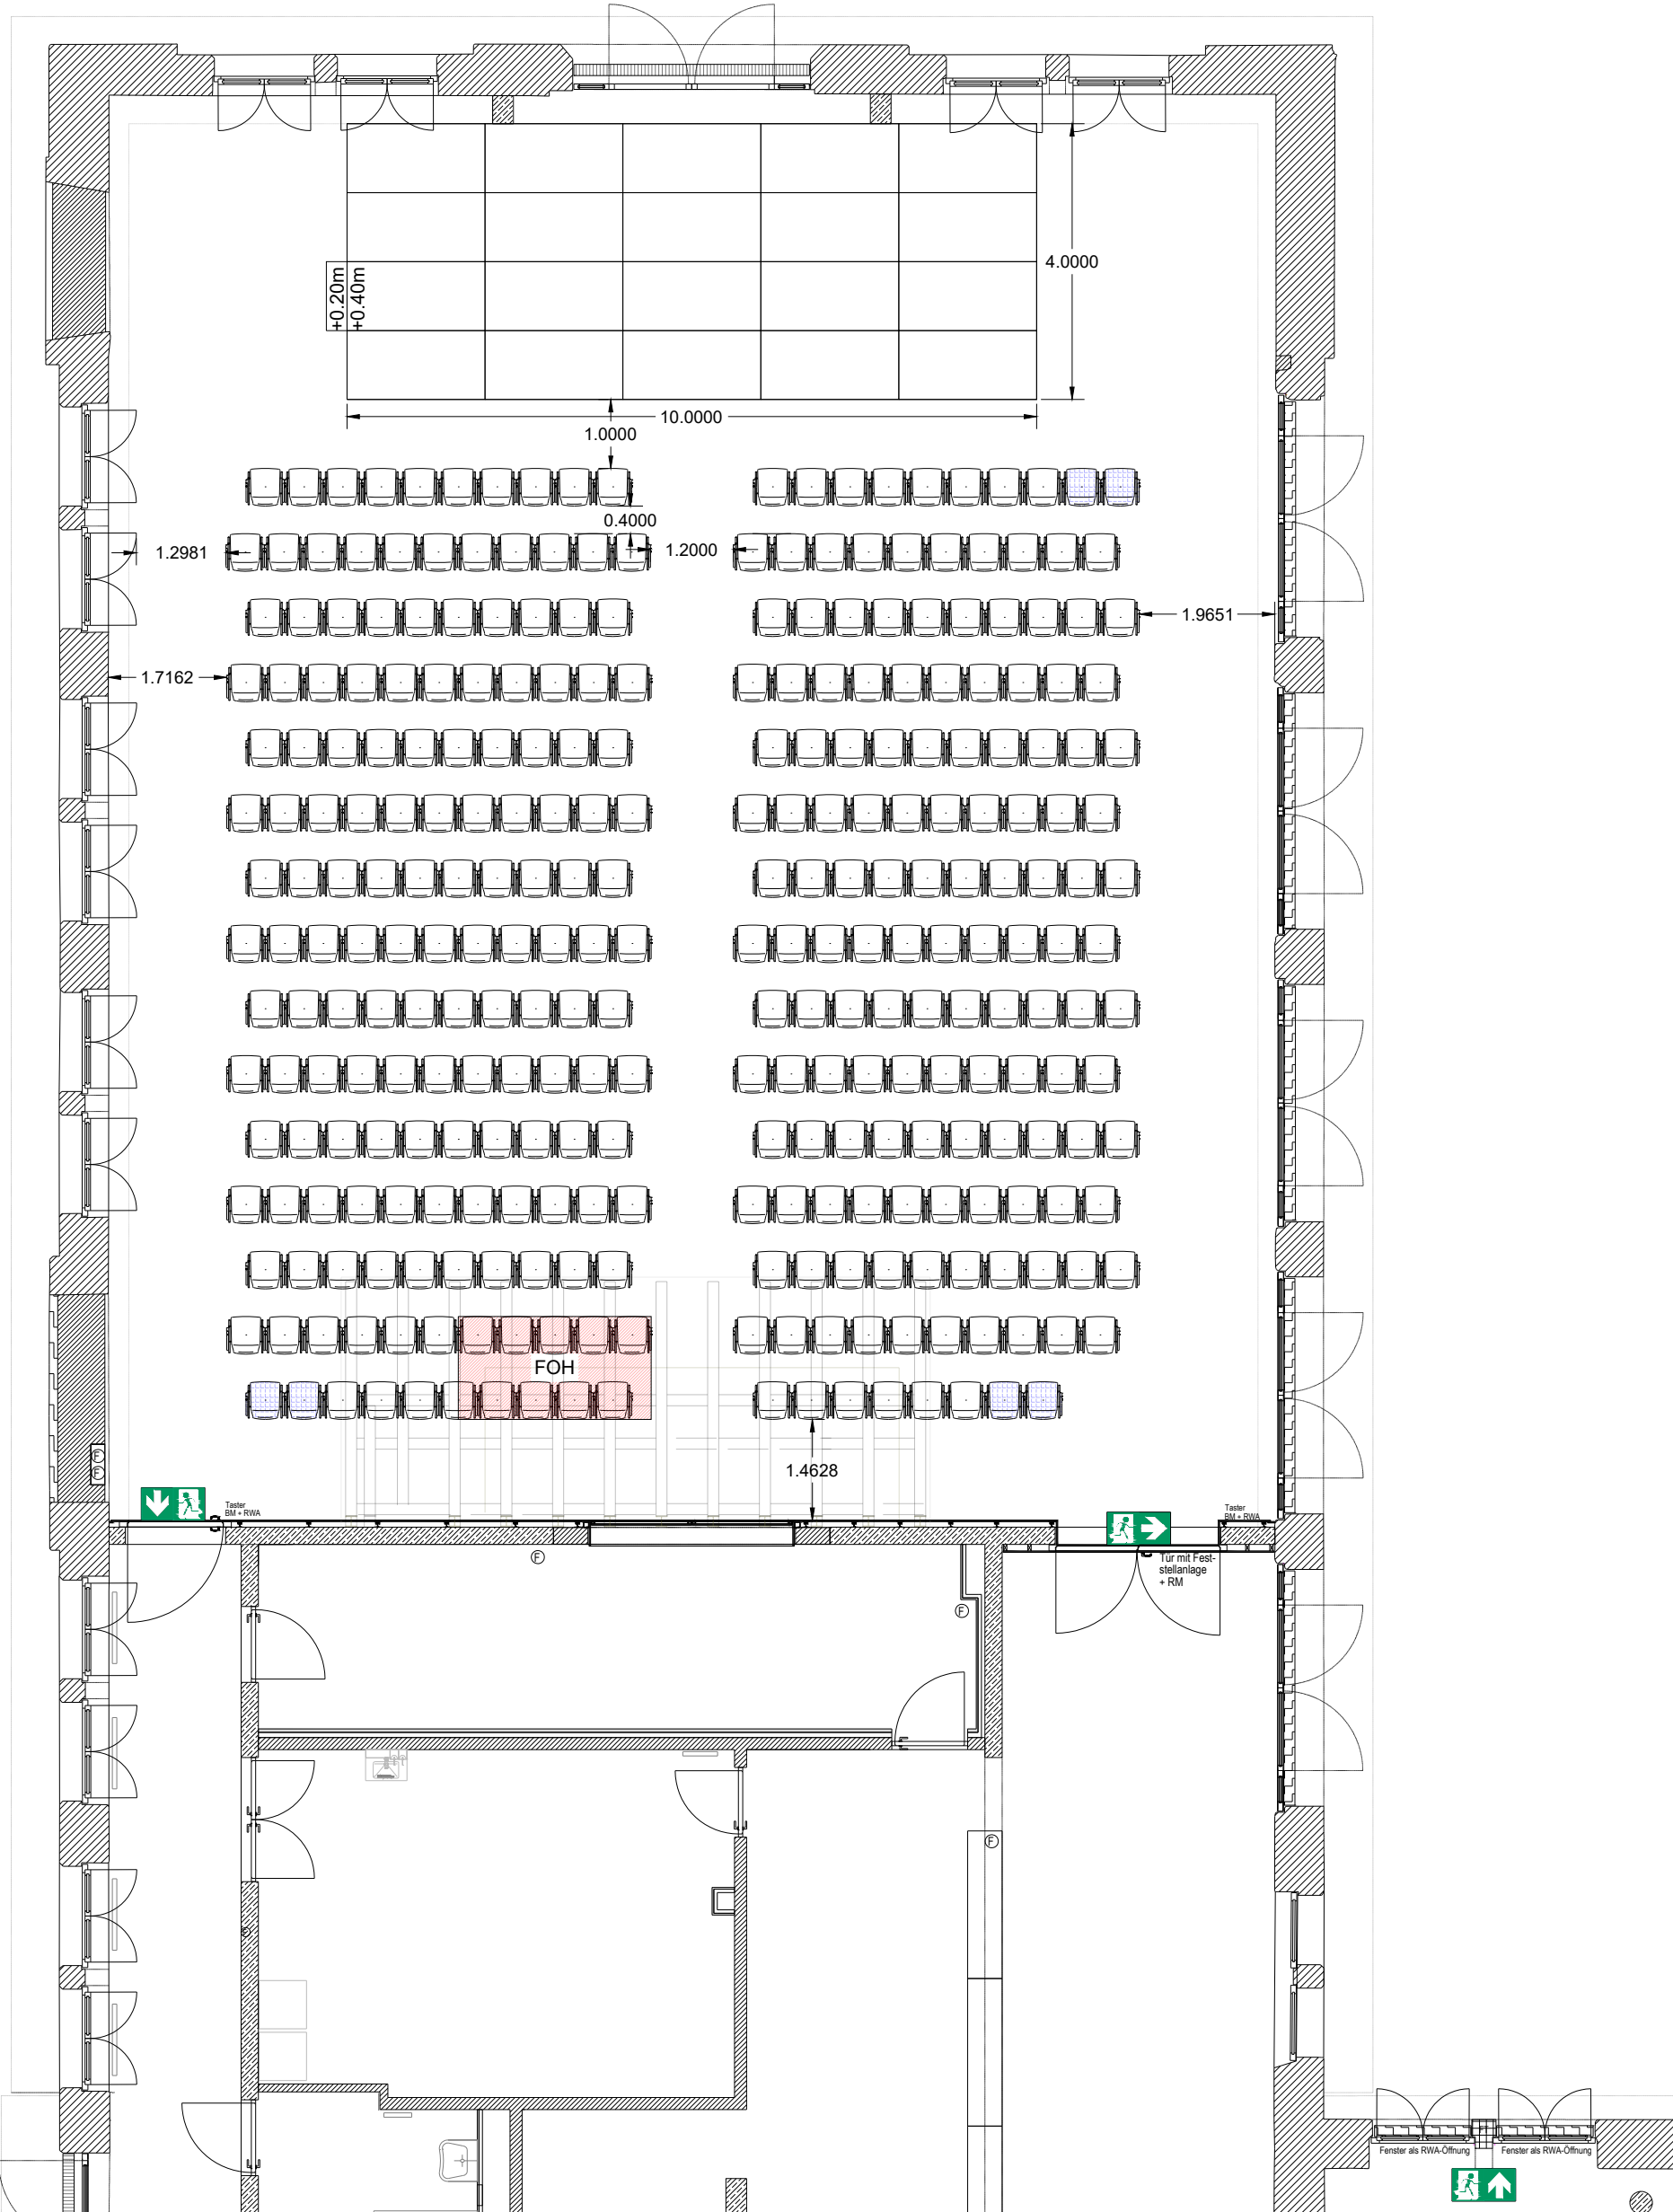 +0.20m
+0.40m
4.0000
10.0000
1.0000
0.4000
1.2981
1.2000
1.9651
1.7162
FOH
1.4628
F
F
Taster
BM + RWA
Taster
BM + RWA
Tür mit Fest-
stellanlage
+ RM
F
F
F
F
Fenster als RWA-Öffnung
Fenster als RWA-Öffnung